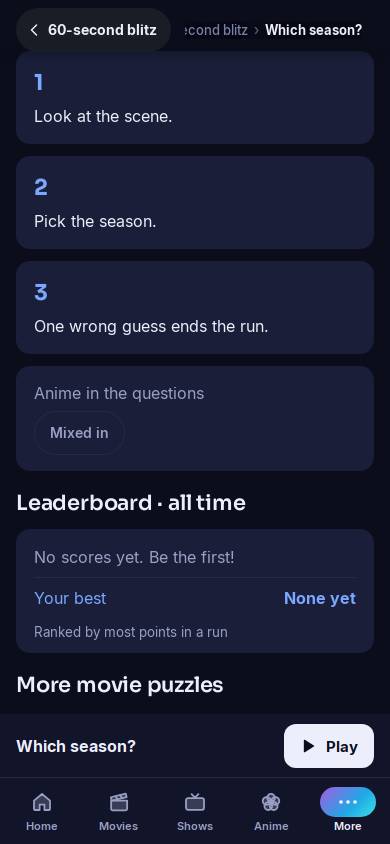 60-second blitz
econd blitz › Which season?
1
Look at the scene.
2
Pick the season.
3
One wrong guess ends the run.
Anime in the questions
Mixed in
Leaderboard · all time
No scores yet. Be the first!
Your best None yet
Ranked by most points in a run
More movie puzzles
Which season? Play
Home Movies Shows Anime More